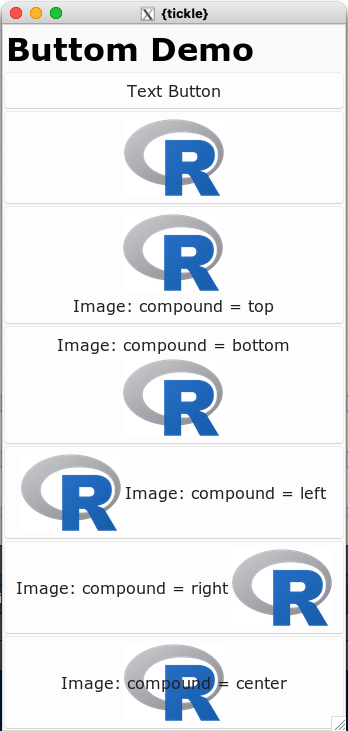 {tickle}
Buttom Demo
Text Button
R
R
Image: compound = top
Image: compound = bottom
R
R Image: compound = left
Image: compound = right R
R
Image: compound = center